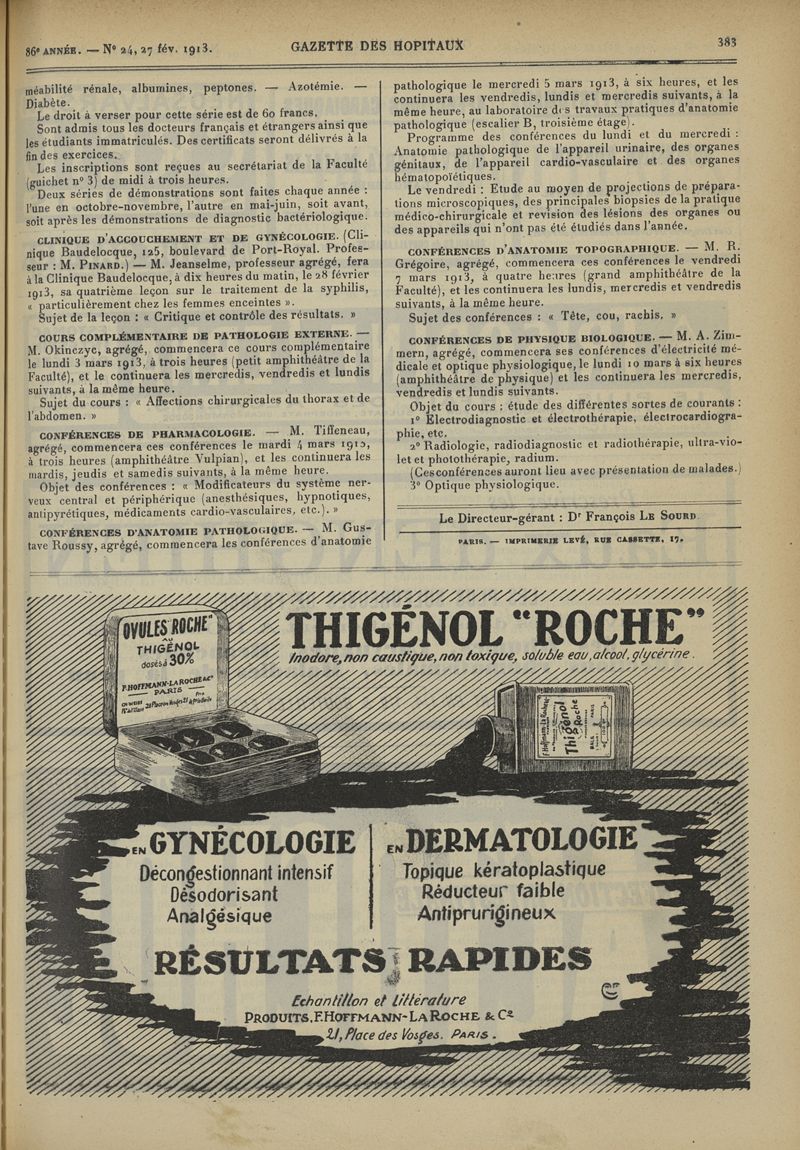 86e ANNÉE. — N° 24, 27 fév. 1913.
GAZETTE DES HOPITAUX
383
méabilité rénale, albumines, peptones. — Azotémie. —
Diabète.
Le droit à verser pour cette série est de 60 francs.
Sont admis tous les docteurs français et étrangers ainsi que
les étudiants immatriculés. Des certificats seront délivrés à la
fin des exercices.
Les inscriptions sont reçues au secrétariat de la Faculté
(guichet n° 3) de midi à trois heures.
Deux séries de démonstrations sont faites chaque année :
l'une en octobre-novembre, l'autre en mai-juin, soit avant,
soit après les démonstrations de diagnostic bactériologique.
CLINIQUE D'ACCOUCHEMENT ET DE GYNÉCOLOGIE. (Cli-
nique Baudelocque, 125, boulevard de Port-Royal. Profes-
seur : M. PINARD.) — M. Jeanselme, professeur agrégé, fera
à la Clinique Baudelocque, à dix heures du matin, le 28 février
1913, sa quatrième leçon sur le traitement de la syphilis,
« particulièrement chez les femmes enceintes ».
Sujet de la leçon : « Critique et contrôle des résultats. »
COURS COMPLÉMENTAIRE DE PATHOLOGIE EXTERNE. —
M. Okinczyc, agrégé, commencera ce cours complémentaire
le lundi 3 mars 1913, à trois heures (petit amphithéâtre de la
Faculté), et le continuera les mercredis, vendredis et lundis
suivants, à la même heure.
Sujet du cours : « Affections chirurgicales du thorax et de
l'abdomen. »
CONFÉRENCES DE PHARMACOLOGIE. — M. Tiffeneau,
agrégé, commencera ces conférences le mardi 4 mars 1913,
à trois heures (amphithéâtre Vulpian), et les continuera les
mardis, jeudis et samedis suivants, à la même heure.
Objet des conférences : « Modificateurs du système ner-
veux central et périphérique (anesthésiques, hypnotiques,
antipyrétiques, médicaments cardio-vasculaires, etc.). »
CONFÉRENCES D'ANATOMIE PATHOLOGIQUE. — M. Gus-
tave Roussy, agrégé, commencera les conférences d'anatomie
pathologique le mercredi 5 mars 1913, à six heures, et les
continuera les vendredis, lundis et mercredis suivants, à la
même heure, au laboratoire des travaux pratiques d'anatomie
pathologique (escalier B, troisième étage).
Programme des conférences du lundi et du mercredi :
Anatomie pathologique de l'appareil urinaire, des organes
génitaux, de l'appareil cardio-vasculaire et des organes
hématopoïétiques.
Le vendredi : Etude au moyen de projections de prépara-
tions microscopiques, des principales biopsies de la pratique
médico-chirurgicale et revision des lésions des organes ou
des appareils qui n'ont pas été étudiés dans l'année.
CONFÉRENCES D'ANATOMIE TOPOGRAPHIQUE. — M. R.
Grégoire, agrégé, commencera ces conférences le vendredi
7 mars 1913, à quatre heures (grand amphithéâtre de la
Faculté), et les continuera les lundis, mercredis et vendredis
suivants, à la même heure.
Sujet des conférences : « Tête, cou, rachis. »
CONFÉRENCES DE PHYSIQUE BIOLOGIQUE. — M. A. Zim-
mern, agrégé, commencera ses conférences d'électricité mé-
dicale et optique physiologique, le lundi 10 mars à six heures
(amphithéâtre de physique) et les continuera les mercredis,
vendredis et lundis suivants.
Objet du cours : étude des différentes sortes de courants :
1° Electrodiagnostic et électrothérapie, électrocardiogra-
phie, etc.
2° Radiologie, radiodiagnostic et radiothérapie, ultra-vio-
let et photothérapie, radium.
(Ces conférences auront lieu avec présentation de malades.)
3° Optique physiologique.
Le Directeur-gérant : Dr François LE SOURD.
PARIS. — IMPRIMERIE LEVÉ, RUE CASSETTE, 17.
THIGÉNOL "ROCHE"
Inodore, non caustique, non toxique, soluble eau, alcool, glycérine.
OVULES "ROCHE"
AU
THIGÉNOL
dosés à 30%
F. HOFFMANN-LA ROCHE & Co
PARIS
Thigénol
Roche
EN GYNÉCOLOGIE
Décongestionnant intensif
Désodorisant
Analgésique
EN DERMATOLOGIE
Topique kératoplastique
Réducteur faible
Antiprurigineux
RÉSULTATS RAPIDES
Echantillon et Littérature
PRODUITS. F. HOFFMANN-LA ROCHE & Co
21, Place des Vosges. PARIS.